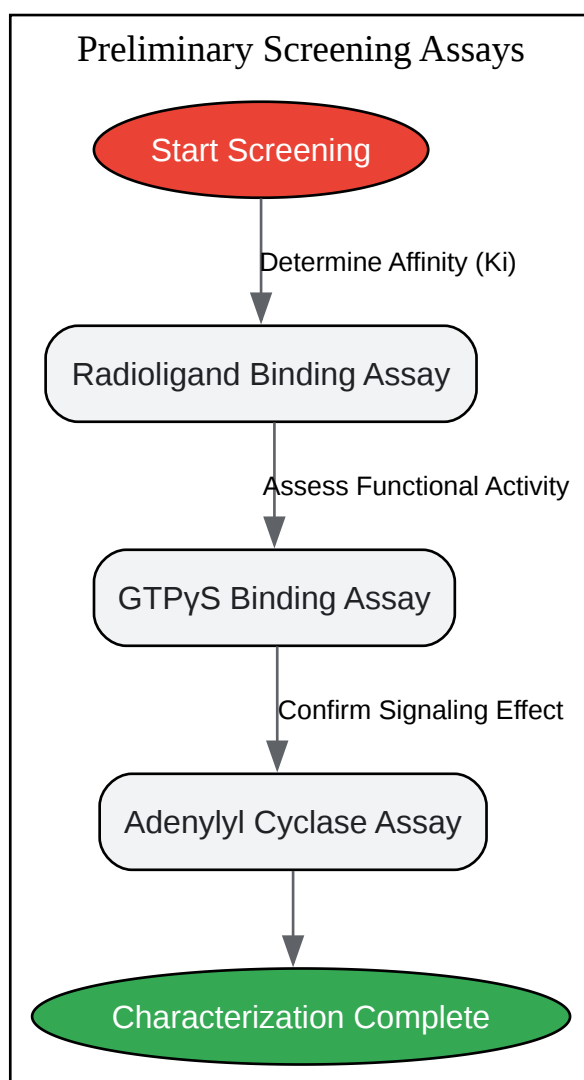 Preliminary Screening Assays
Start Screening
Determine Affinity (Ki)
Radioligand Binding Assay
Assess Functional Activity
GTPγS Binding Assay
Confirm Signaling Effect
Adenylyl Cyclase Assay
Characterization Complete